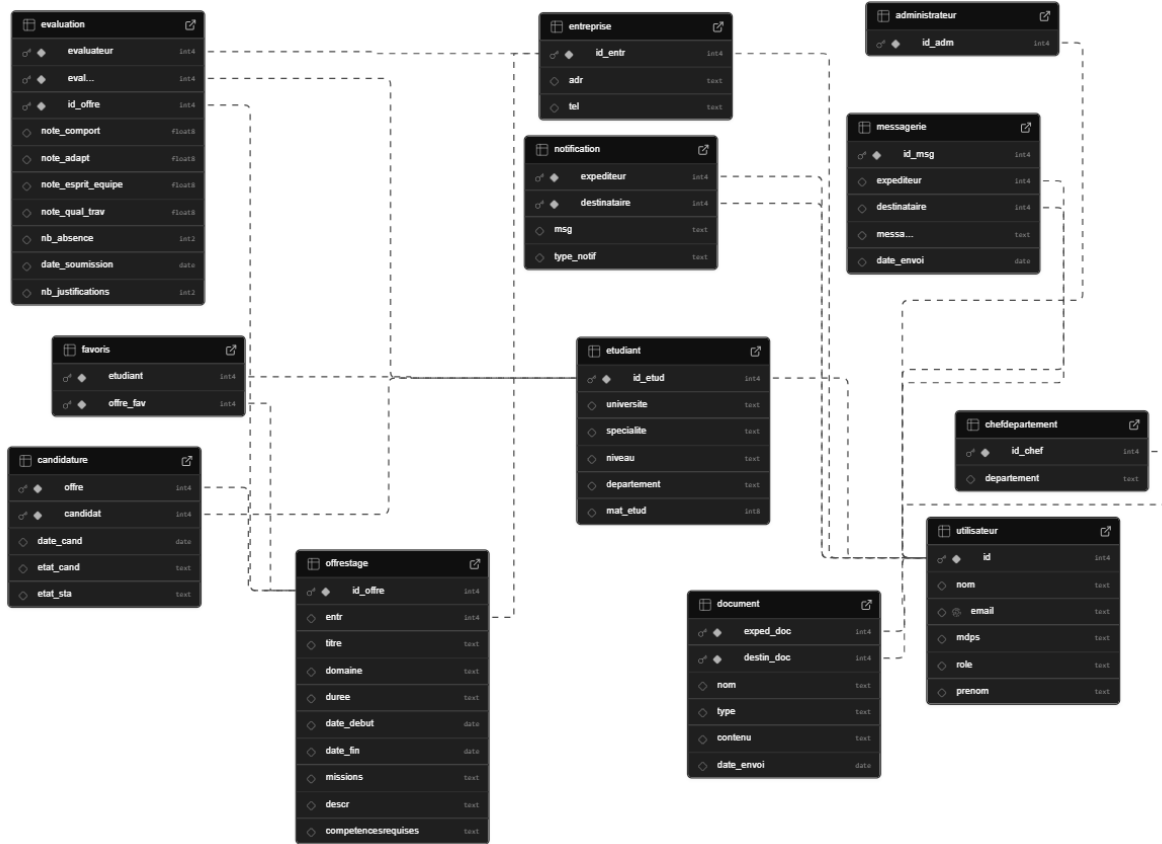 evaluation
evaluateur int4
eval... int4
id_offre int4
note_comport float8
note_adapt float8
note_esprit_equipe float8
note_qual_trav float8
nb_absence int2
date_soumission date
nb_justifications int2
entreprise
id_entr int4
adr text
tel text
administrateur
id_adm int4
notification
expediteur int4
destinataire int4
msg text
type_notif text
messagerie
id_msg int4
expediteur int4
destinataire int4
messa... text
date_envoi date
favoris
etudiant int4
offre_fav int4
etudiant
id_etud int4
universite text
specialite text
niveau text
departement text
mat_etud int8
chefdepartement
id_chef int4
departement text
candidature
offre int4
candidat int4
date_cand date
etat_cand text
etat_sta text
offrestage
id_offre int4
entr int4
titre text
domaine text
duree text
date_debut date
date_fin date
missions text
descr text
competencesrequises text
document
exped_doc int4
destin_doc int4
nom text
type text
contenu text
date_envoi date
utilisateur
id int4
nom text
email text
mdps text
role text
prenom text